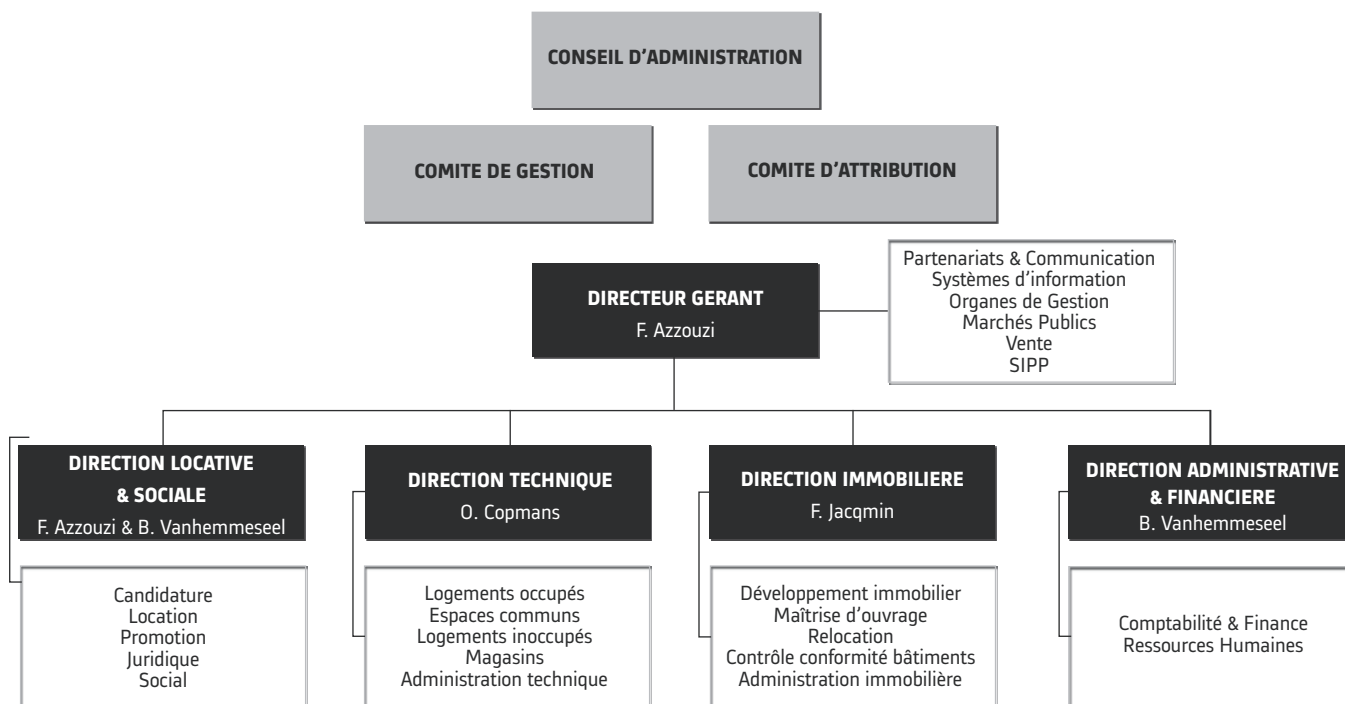 CONSEIL D'ADMINISTRATION
COMITE DE GESTION
COMITE D'ATTRIBUTION
DIRECTEUR GERANT
F. Azzouzi
Partenariats & Communication
Systèmes d'information
Organes de Gestion
Marchés Publics
Vente
SIPP
DIRECTION LOCATIVE
& SOCIALE
F. Azzouzi & B. Vanhemmeseel
DIRECTION TECHNIQUE
O. Copmans
DIRECTION IMMOBILIERE
F. Jacqmin
DIRECTION ADMINISTRATIVE
& FINANCIERE
B. Vanhemmeseel
Candidature
Location
Promotion
Juridique
Social
Logements occupés
Espaces communs
Logements inoccupés
Magasins
Administration technique
Développement immobilier
Maîtrise d'ouvrage
Relocation
Contrôle conformité bâtiments
Administration immobilière
Comptabilité & Finance
Ressources Humaines